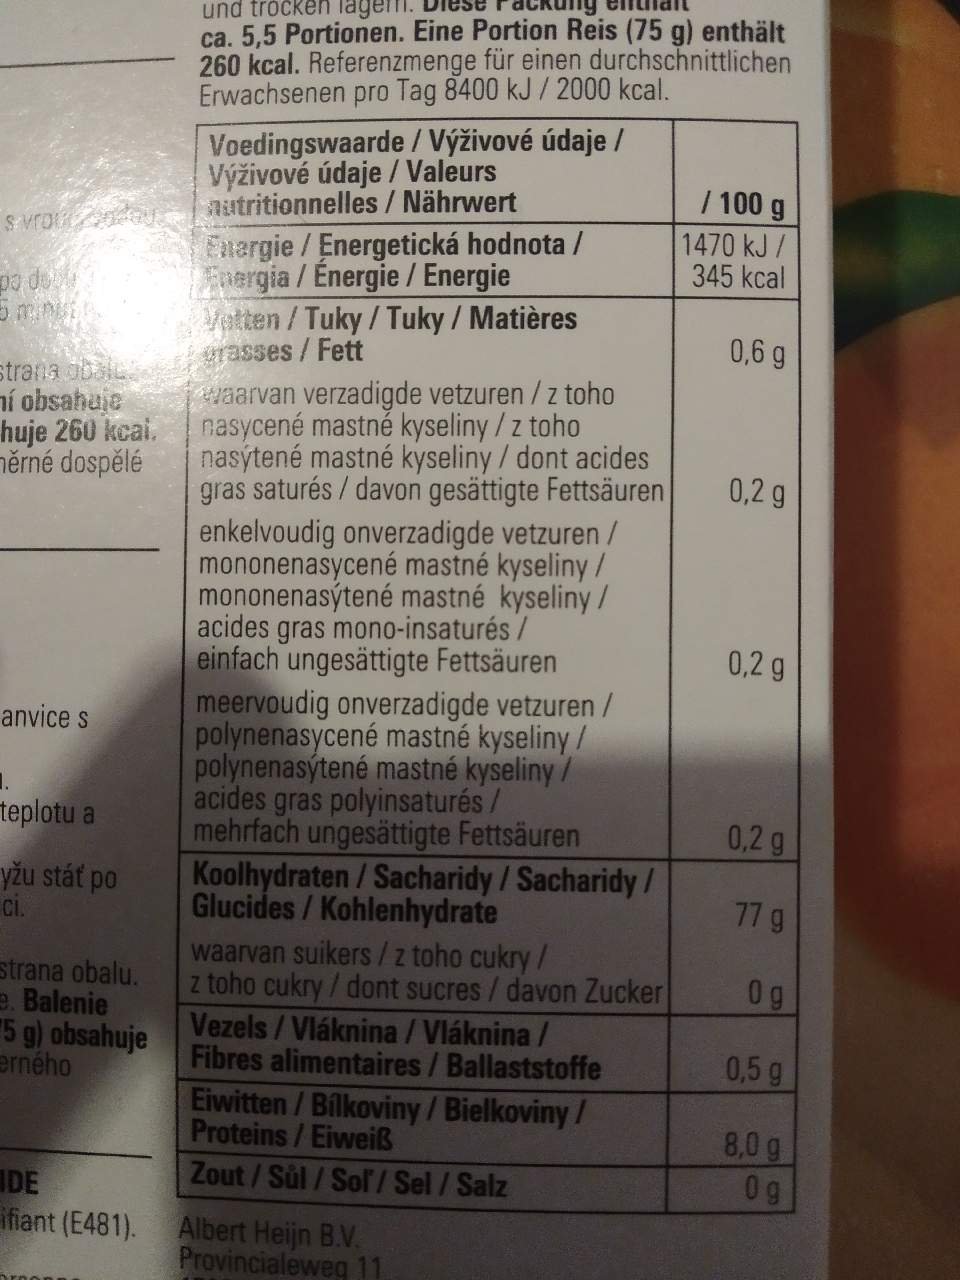 und trocken lagern. Diese Packung enthält
ca. 5,5 Portionen. Eine Portion Reis (75 g) enthält
260 kcal. Referenzmenge für einen durchschnittlichen
Erwachsenen pro Tag 8400 kJ / 2000 kcal.
Voedingswaarde / Výživové údaje /
Výživové údaje / Valeurs
nutritionnelles / Nährwert / 100 g
Energie / Energetická hodnota / 1470 kJ /
Energia / Énergie / Energie 345 kcal
Vetten / Tuky / Tuky / Matières
grasses / Fett 0,6 g
waarvan verzadigde vetzuren / z toho
nasycené mastné kyseliny / z toho
nasýtené mastné kyseliny / dont acides
gras saturés / davon gesättigte Fettsäuren 0,2 g
enkelvoudig onverzadigde vetzuren /
mononenasycené mastné kyseliny /
mononenasýtené mastné kyseliny /
acides gras mono-insaturés /
einfach ungesättigte Fettsäuren 0,2 g
meervoudig onverzadigde vetzuren /
polynenasycené mastné kyseliny /
polynenasýtené mastné kyseliny /
acides gras polyinsaturés /
mehrfach ungesättigte Fettsäuren 0,2 g
Koolhydraten / Sacharidy / Sacharidy /
Glucides / Kohlenhydrate 77 g
waarvan suikers / z toho cukry /
z toho cukry / dont sucres / davon Zucker 0 g
Vezels / Vláknina / Vláknina /
Fibres alimentaires / Ballaststoffe 0,5 g
Eiwitten / Bílkoviny / Bielkoviny /
Proteins / Eiweiß 8,0 g
Zout / Sůl / Soľ / Sel / Salz 0 g
Albert Heijn B.V.
Provincialeweg 11
strana
ní obsahuje
huje 260 kcal.
měrné dospělé
anvice s
teplotu a
yžu stáť po
ci.
strana obalu.
e. Balenie
75 g) obsahuje
erného
IDE
ifiant (E481).